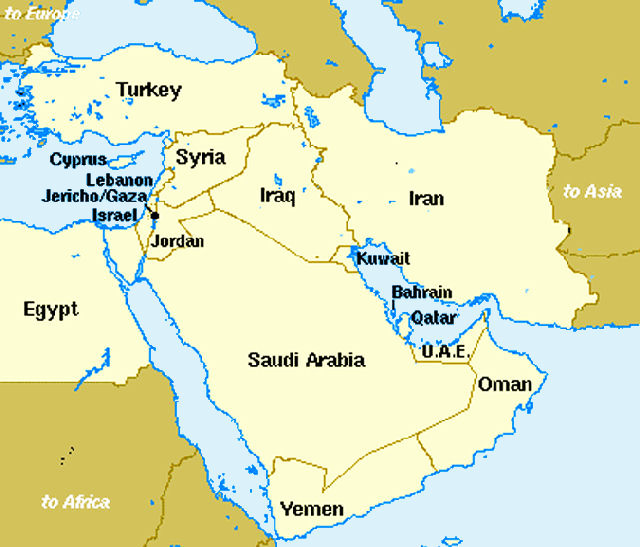 to Europe
Turkey
Cyprus
Syria
Lebanon
Jericho/Gaza
Israel
Iraq
Iran
to Asia
Jordan
Kuwait
Egypt
Bahrain
Qatar
U.A.E.
Saudi Arabia
Oman
to Africa
Yemen